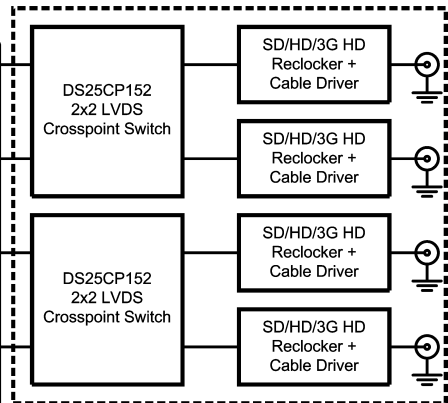 SD/HD/3G HD
Reclocker +
Cable Driver
DS25CP152
2x2 LVDS
Crosspoint Switch
SD/HD/3G HD
Reclocker +
Cable Driver
SD/HD/3G HD
Reclocker +
Cable Driver
DS25CP152
2x2 LVDS
Crosspoint Switch
SD/HD/3G HD
Reclocker +
Cable Driver